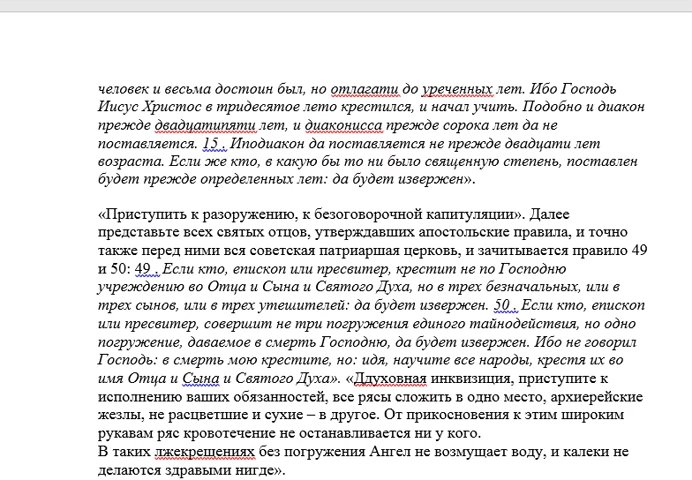 человек и весьма достоин был, но отлагати до уреченных лет. Ибо Господь
Иисус Христос в тридесятое лето крестился, и начал учить. Подобно и диакон
прежде двадцатипяти лет, и диаконисса прежде сорока лет да не
поставляется. 15 . Иподиакон да поставляется не прежде двадцати лет
возраста. Если же кто, в какую бы то ни было священную степень, поставлен
будет прежде определенных лет: да будет извержен».
«Приступить к разоружению, к безоговорочной капитуляции». Далее
представьте всех святых отцов, утверждавших апостольские правила, и точно
также перед ними вся советская патриаршая церковь, и зачитывается правило 49
и 50: 49 . Если кто, епископ или пресвитер, крестит не по Господню
учреждению во Отца и Сына и Святого Духа, но в трех безначальных, или в
трех сынов, или в трех утешителей: да будет извержен. 50 . Если кто, епископ
или пресвитер, совершит не три погружения единого тайнодействия, но одно
погружение, даваемое в смерть Господню, да будет извержен. Ибо не говорил
Господь: в смерть мою крестите, но: идя, научите все народы, крестя их во
имя Отца и Сына и Святого Духа». «Ддуховная инквизиция, приступите к
исполнению ваших обязанностей, все рясы сложить в одно место, архиерейские
жезлы, не расцветшие и сухие – в другое. От прикосновения к этим широким
рукавам ряс кровотечение не останавливается ни у кого.
В таких лжекрещениях без погружения Ангел не возмущает воду, и калеки не
делаются здравыми нигде».